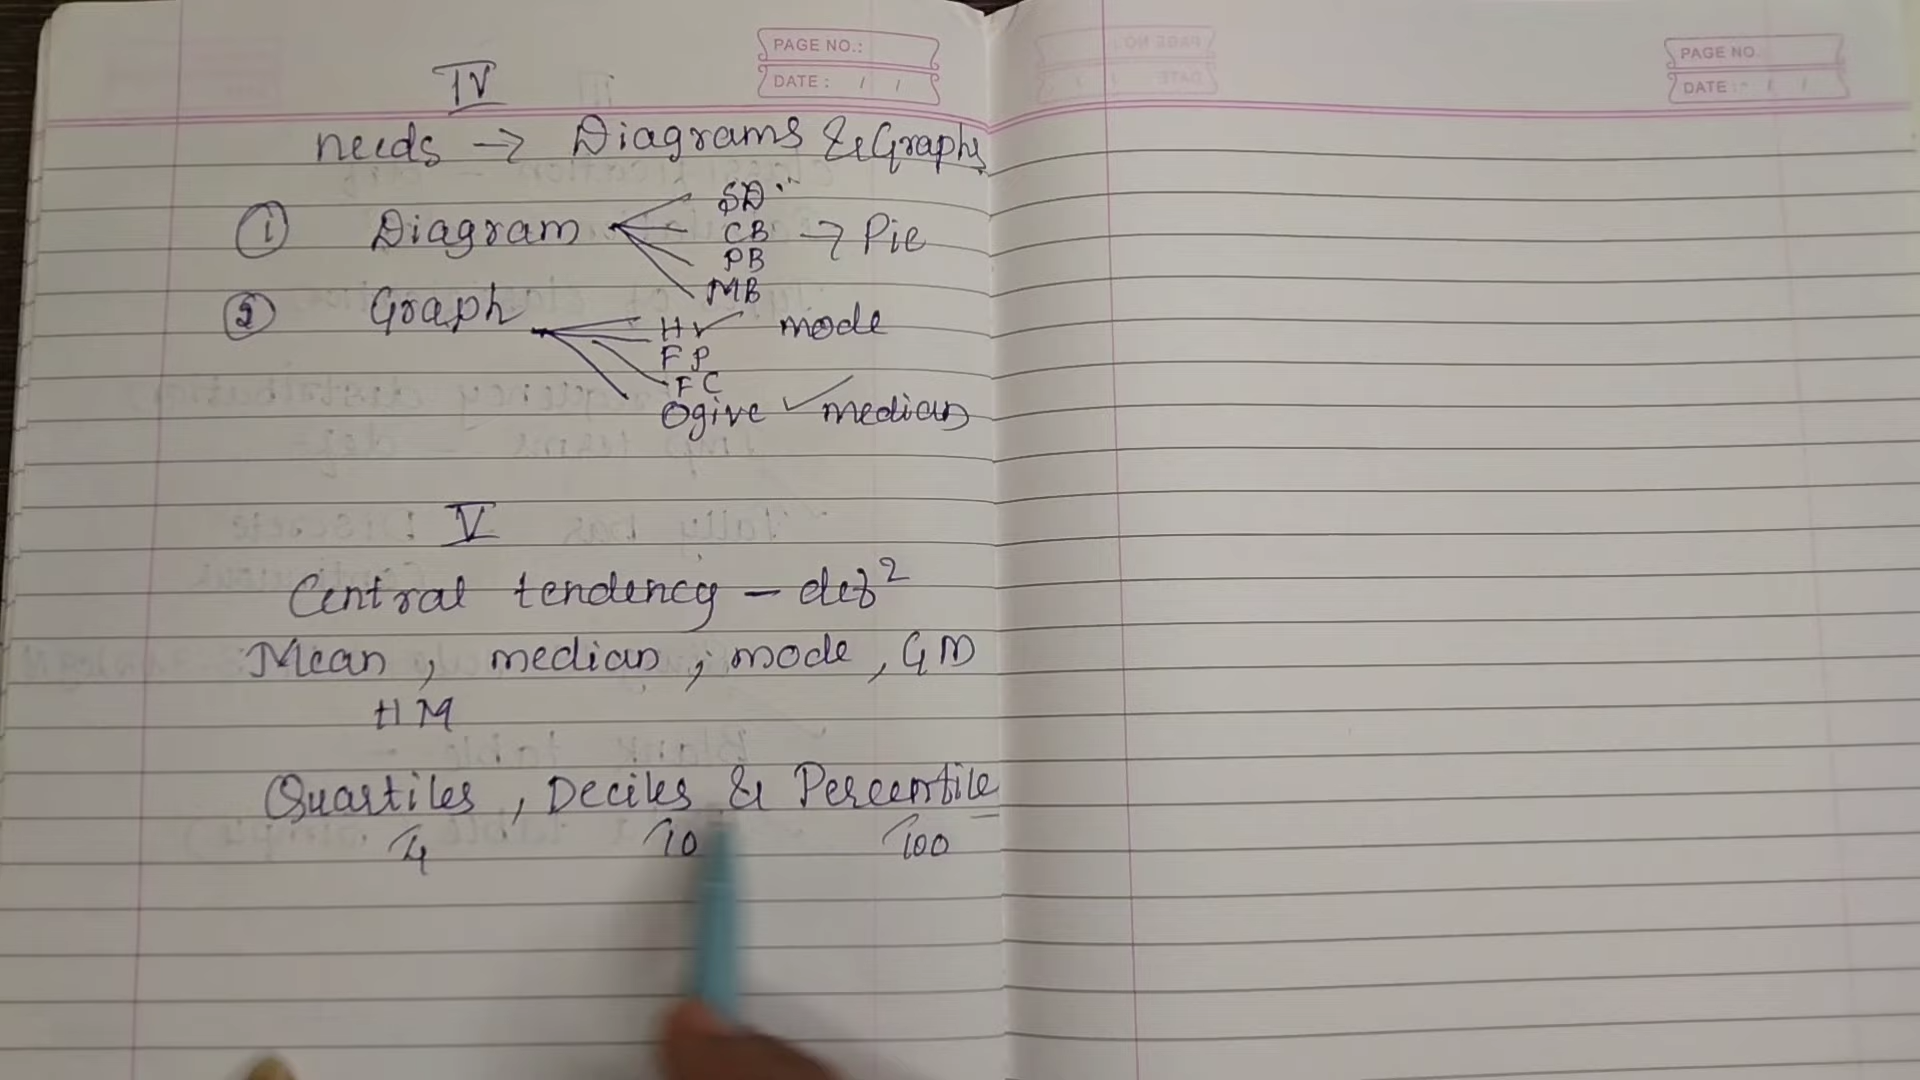 PAGE NO.:
DATE: / /
PAGE NO.
DATE: / /
IV
needs → Diagrams & Graphs
① Diagram
SD
CB → Pie
PB
MB
② Graph
H ✓ mode
FP
FC
Ogive ✓ median
V
Central tendency - def²
Mean, median, mode, GM
HM
Quartiles, Deciles & Percentile
4 10 100